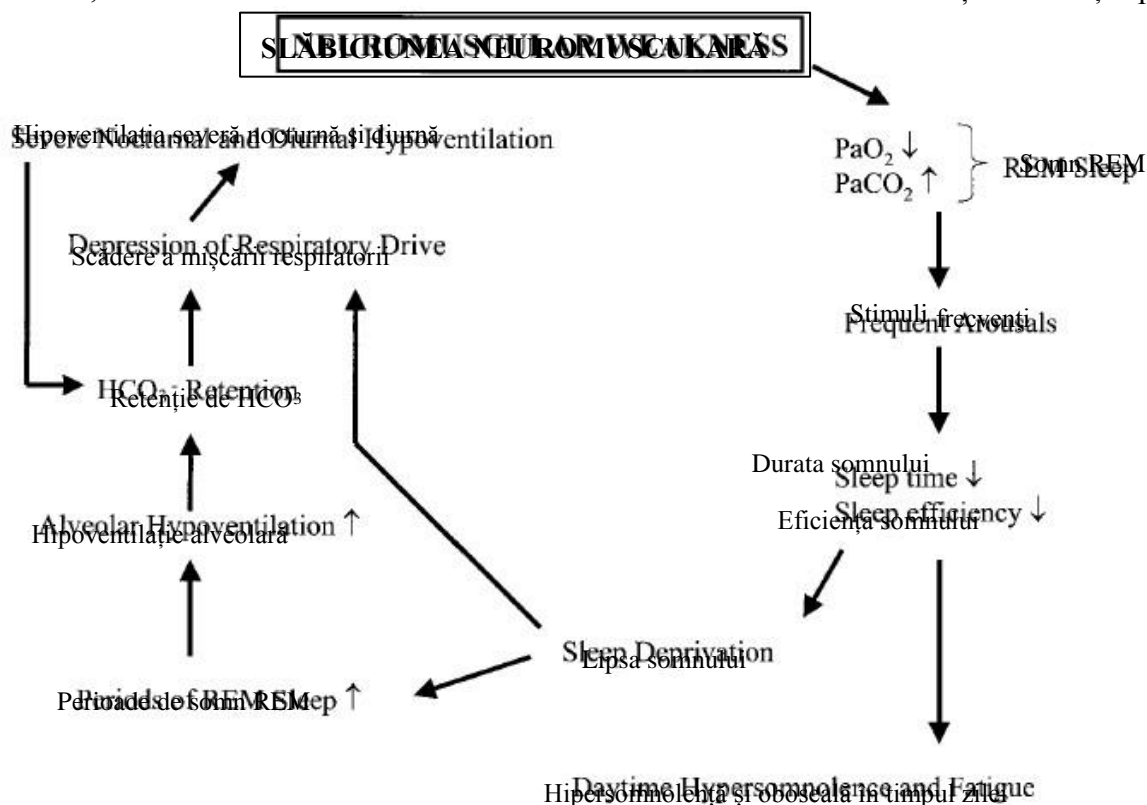 SLĂBICIUNEA NEUROMUSCULARĂ
NEUROMUSCULAR WEAKNESS
Hipoventilația severă nocturnă și diurnă
Severe Nocturnal and Diurnal Hypoventilation
PaO₂ ↓
PaCO₂ ↑
Somn REM
REM Sleep
Depression of Respiratory Drive
Scădere a mișcării respiratorii
Stimuli frecvenți
Frequent Arousals
HCO₃⁻ Retention
Retenție de HCO³
Durata somnului
Sleep time ↓
Sleep efficiency ↓
Eficiența somnului
Alveolar Hypoventilation ↑
Hipoventilație alveolară
Sleep Deprivation
Lipsa somnului
Periods of REM Sleep ↑
Perioade de somn REM
Daytime Hypersomnolence and Fatigue
Hipersomnolență și oboseală în timpul zilei